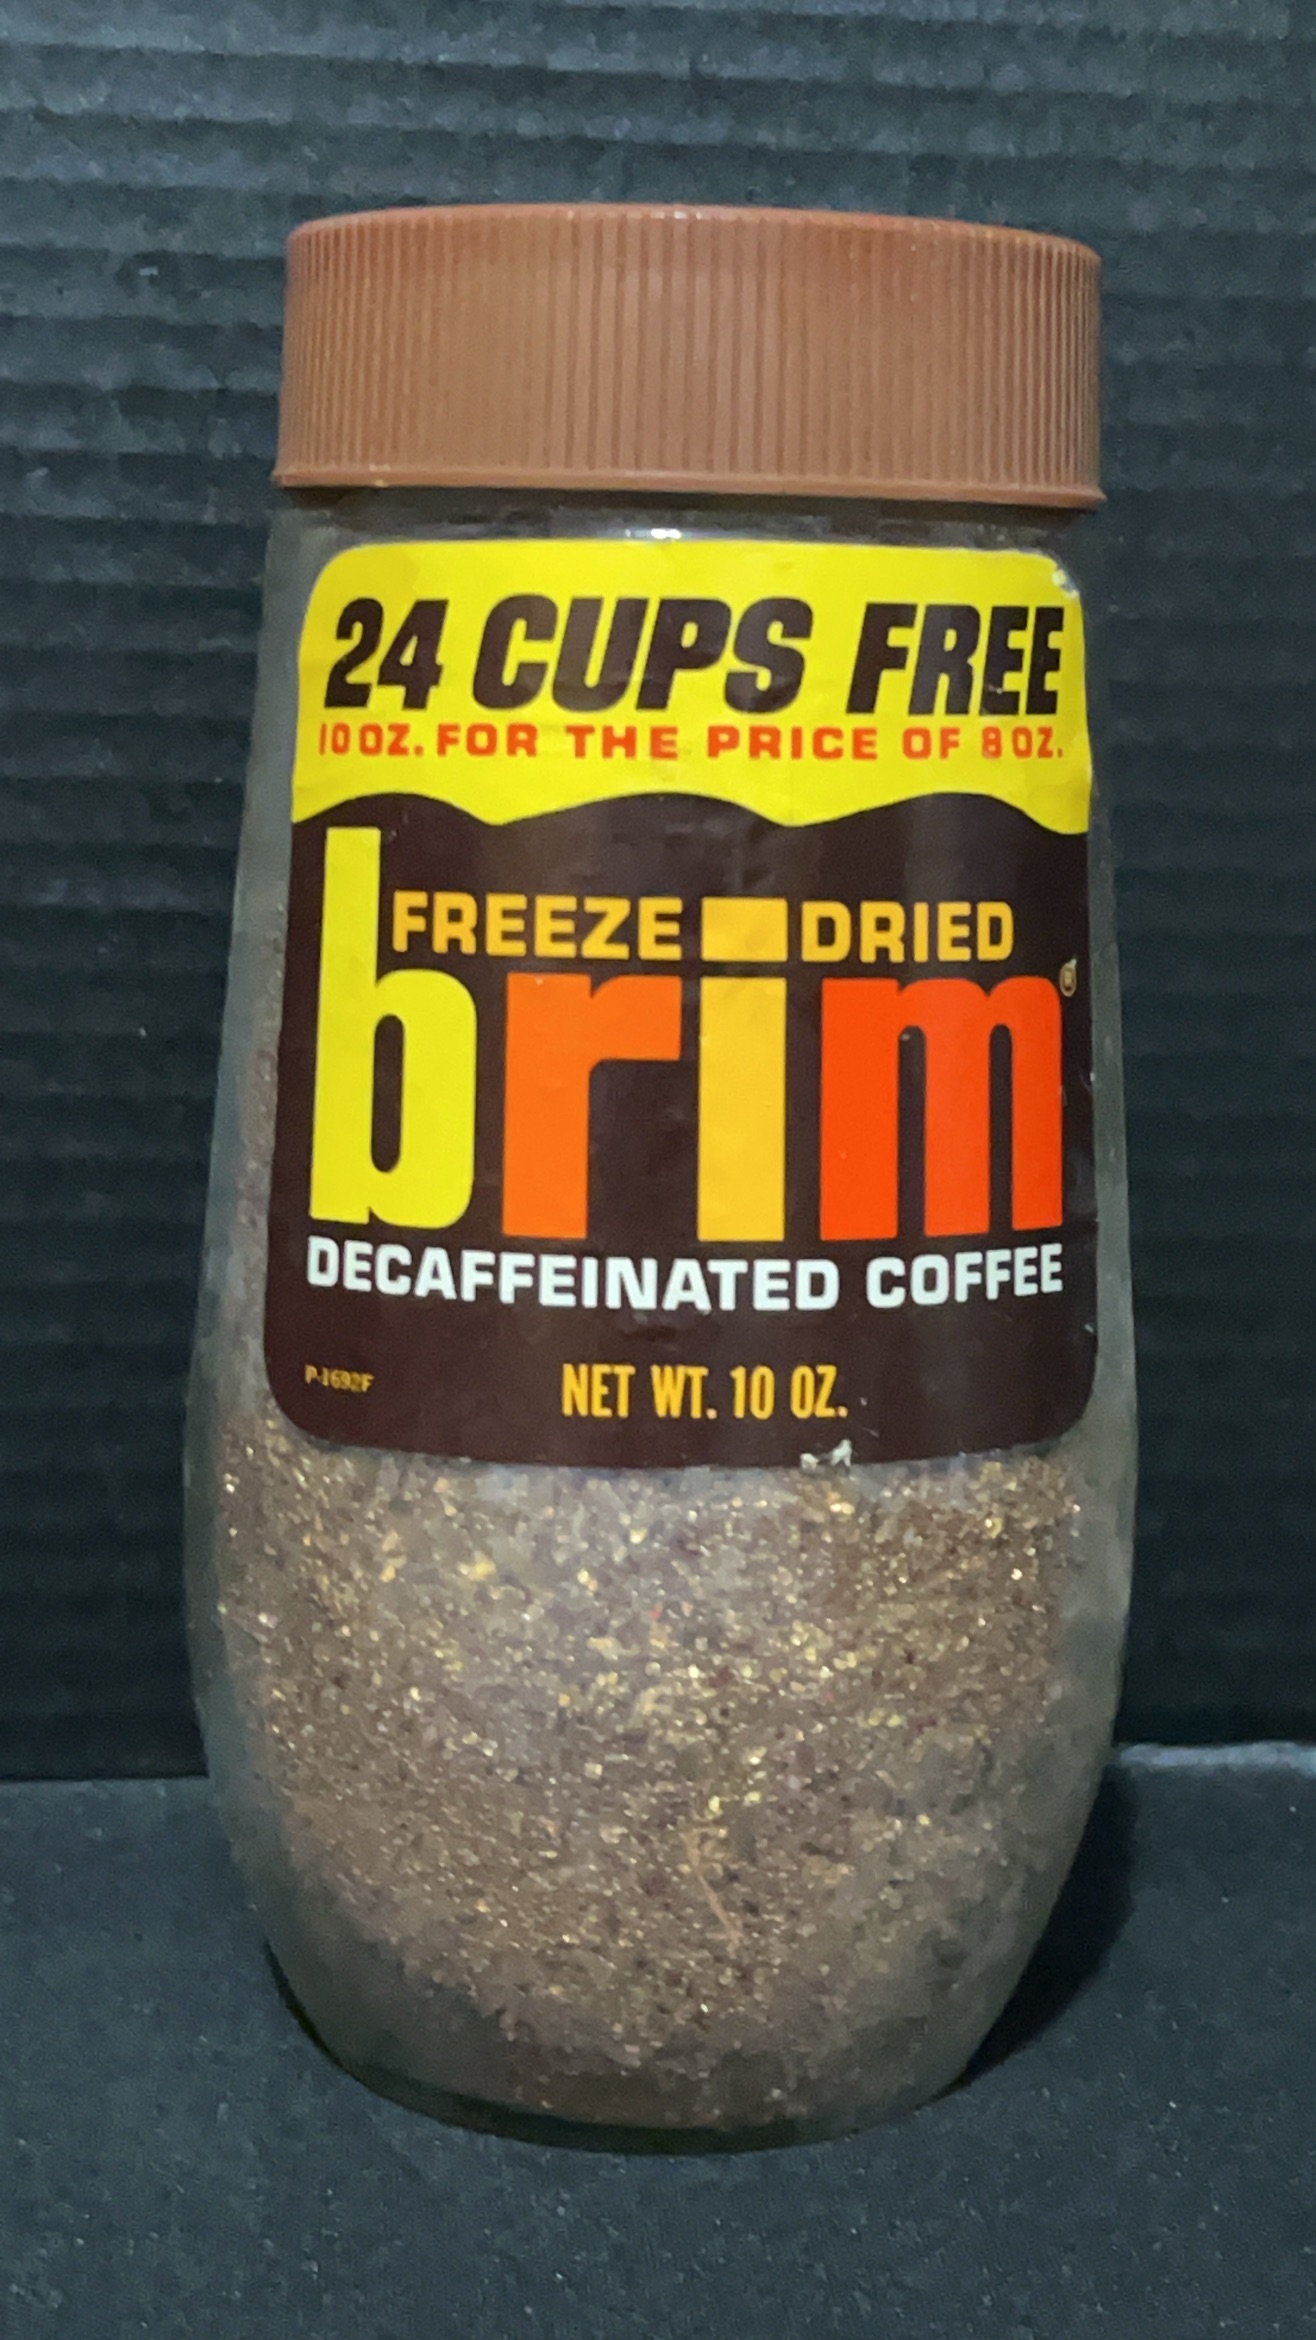 24 CUPS FREE
10 OZ. FOR THE PRICE OF 8 OZ.
FREEZE DRIED
brim®
DECAFFEINATED COFFEE
P-1692F
NET WT. 10 OZ.